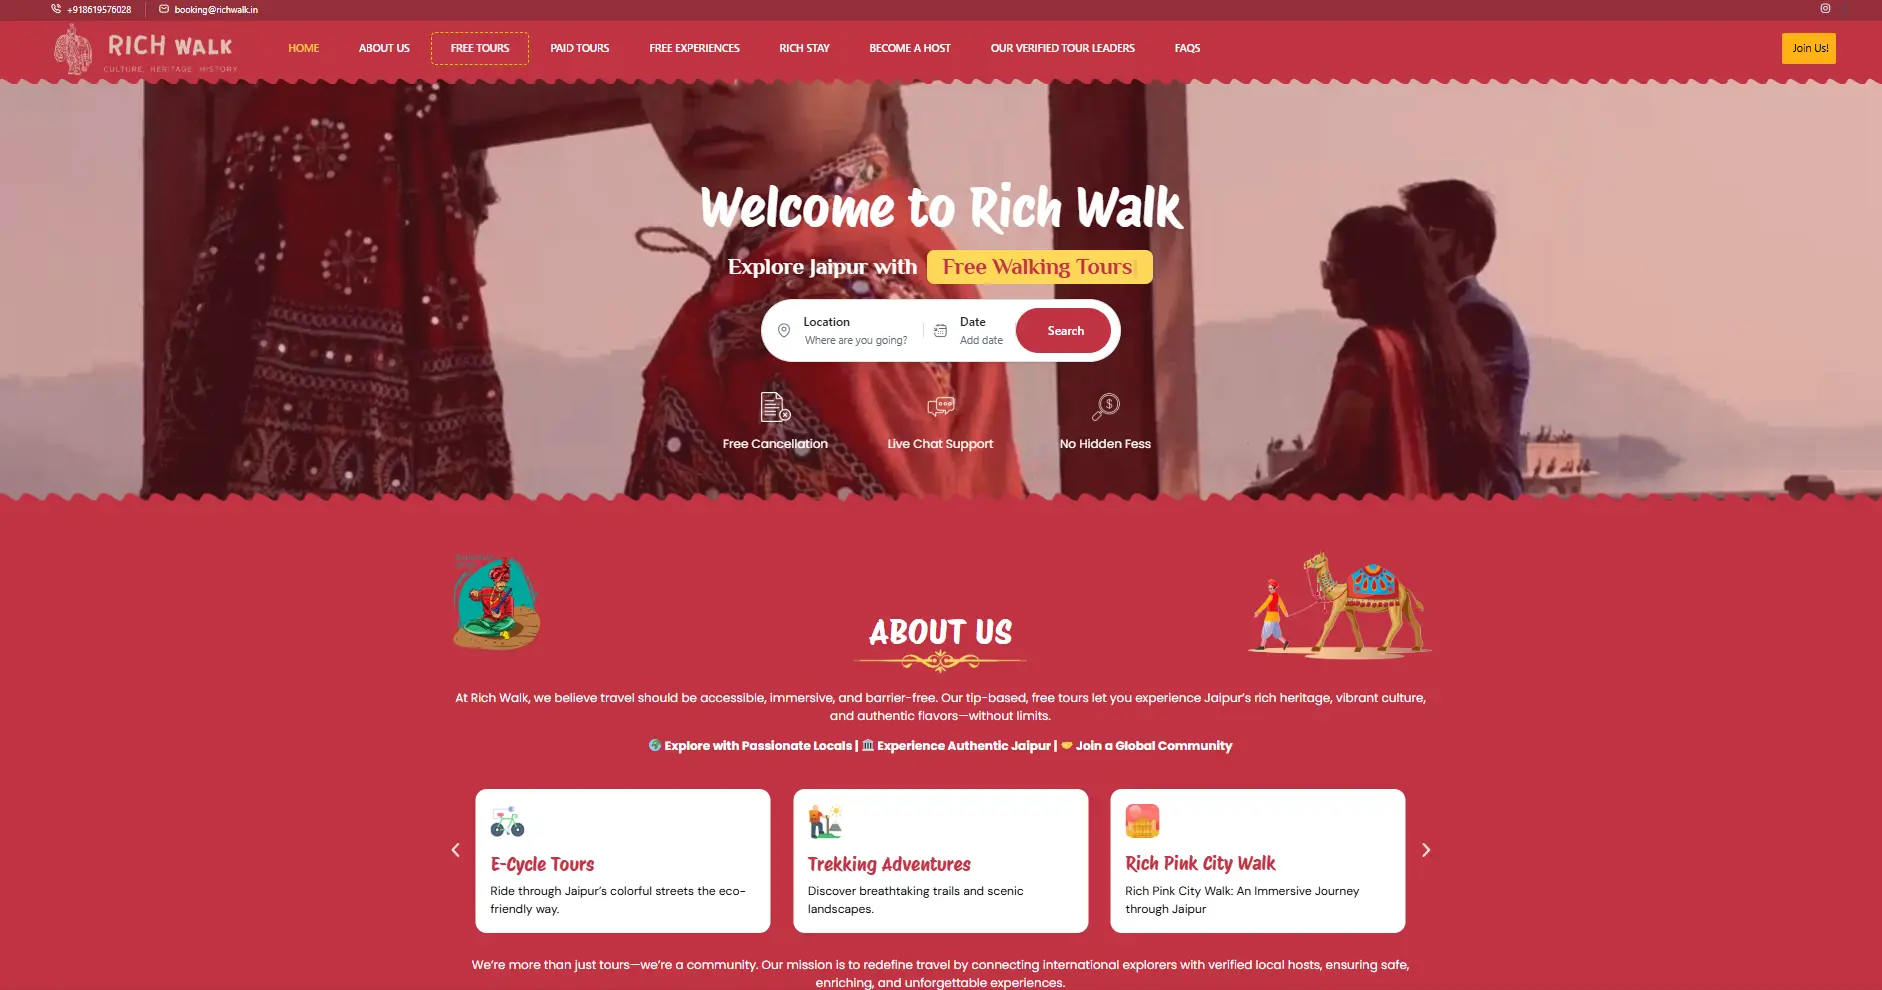 +918619576028
booking@richwalk.in
RICH WALK
CULTURE. HERITAGE. HISTORY
HOME
ABOUT US
FREE TOURS
PAID TOURS
FREE EXPERIENCES
RICH STAY
BECOME A HOST
OUR VERIFIED TOUR LEADERS
FAQS
Join Us!
Welcome to Rich Walk
Explore Jaipur with Free Walking Tours
Location
Where are you going?
Date
Add date
Search
Free Cancellation
Live Chat Support
No Hidden Fess
ABOUT US
At Rich Walk, we believe travel should be accessible, immersive, and barrier-free. Our tip-based, free tours let you experience Jaipur's rich heritage, vibrant culture,
and authentic flavors—without limits.
🌍 Explore with Passionate Locals | 🏛️ Experience Authentic Jaipur | 🤝 Join a Global Community
E-Cycle Tours
Ride through Jaipur's colorful streets the eco-
friendly way.
Trekking Adventures
Discover breathtaking trails and scenic
landscapes.
Rich Pink City Walk
Rich Pink City Walk: An Immersive Journey
through Jaipur
We're more than just tours—we're a community. Our mission is to redefine travel by connecting international explorers with verified local hosts, ensuring safe,
enriching, and unforgettable experiences.